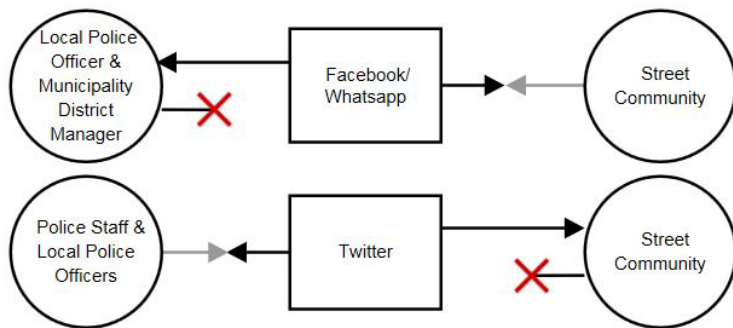 Local Police
Officer &
Municipality
District
Manager
Facebook/
Whatsapp
Street
Community
Police Staff &
Local Police
Officers
Twitter
Street
Community